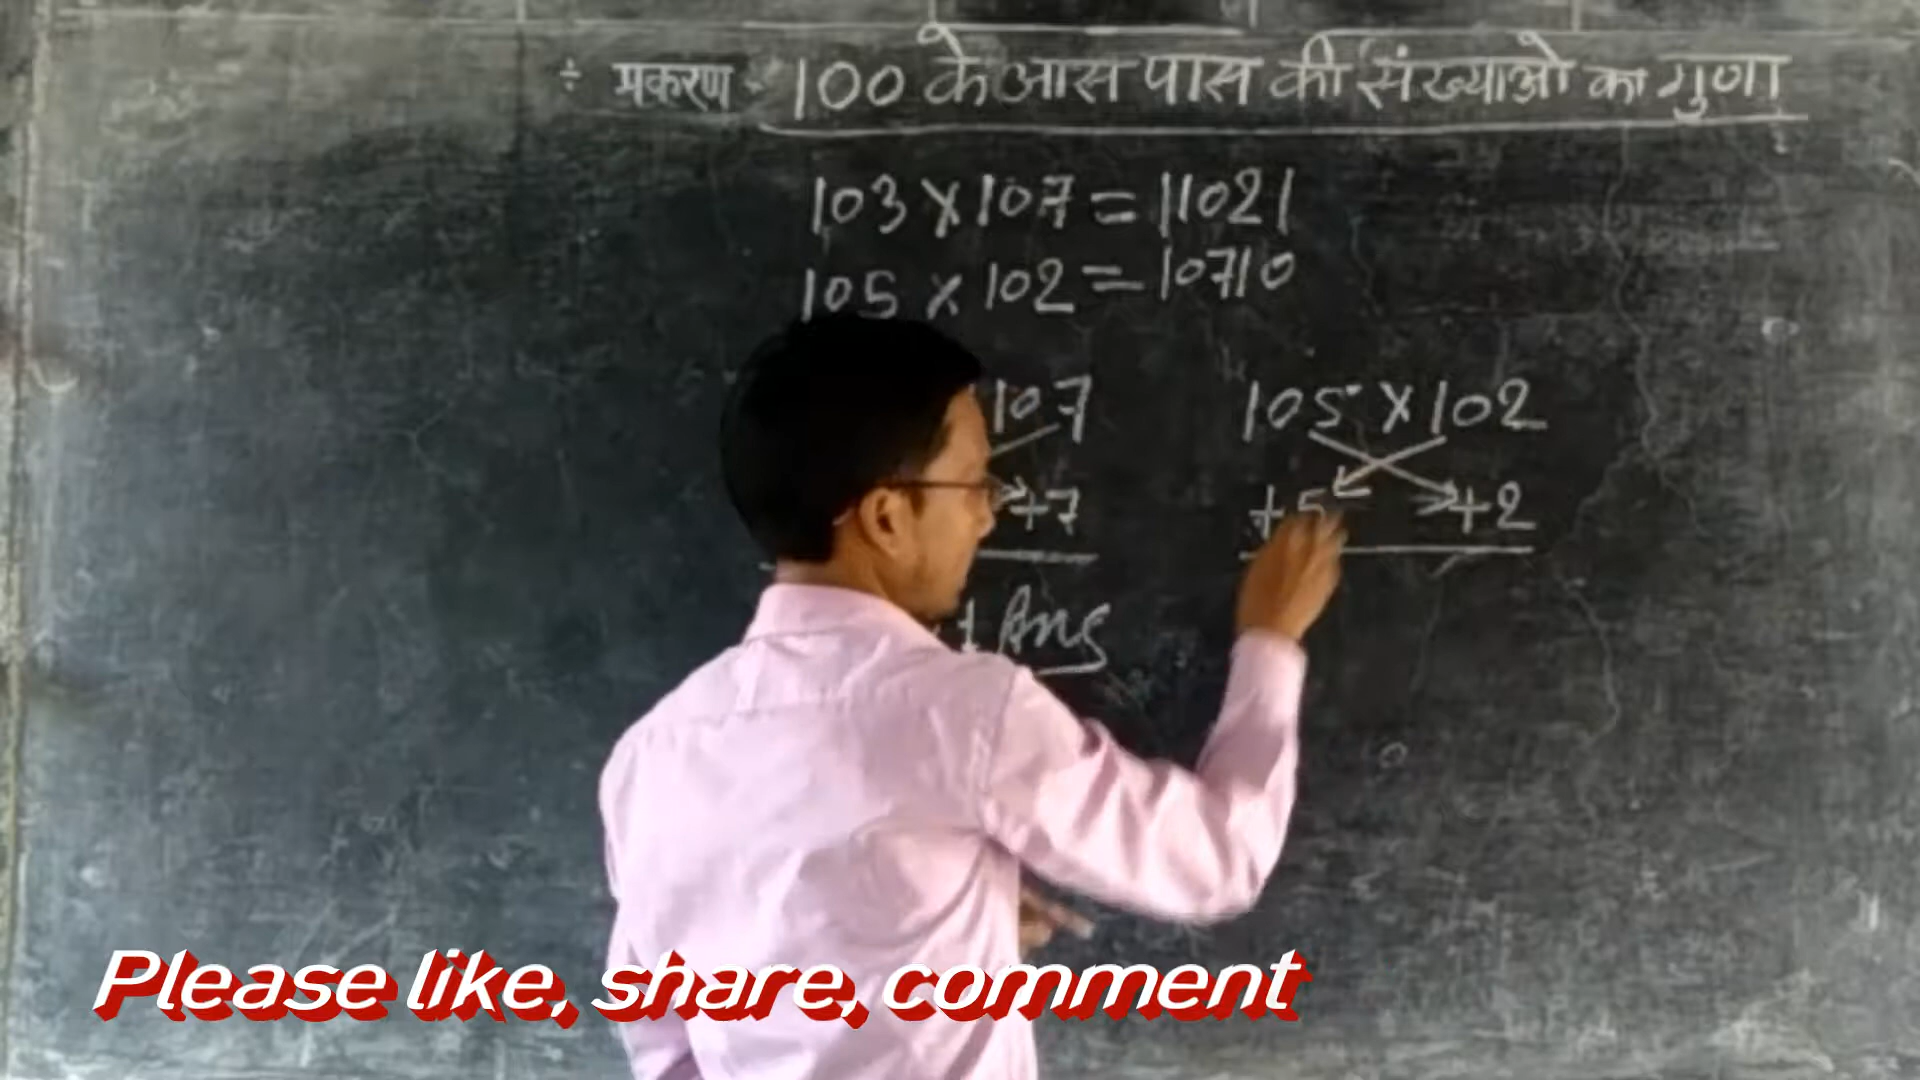 ÷ प्रकरण - 100 के आस पास की संख्याओ का गुणा
103 X 107 = 11021
105 X 102 = 10710
107
105 X 102
+7
+5 +2
1 Ans
Please like, share, comment